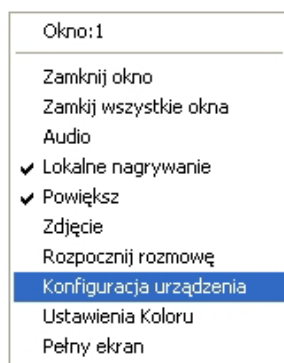 Okno:1
Zamknij okno
Zamkij wszystkie okna
Audio
Lokalne nagrywanie
Powiększ
Zdjęcie
Rozpocznij rozmowę
Konfiguracja urządzenia
Ustawienia Koloru
Pełny ekran